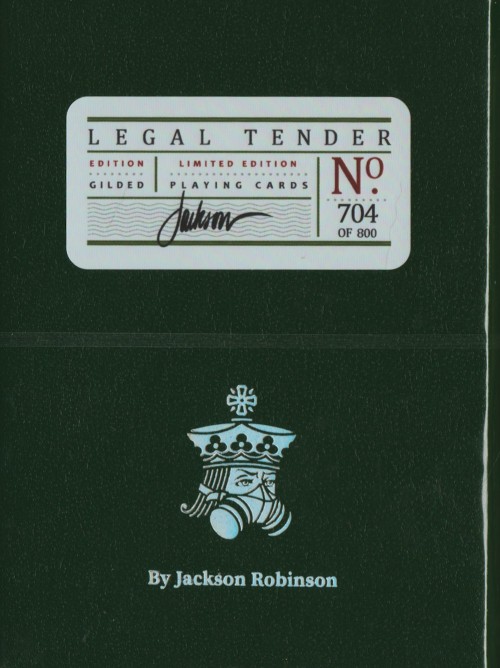 LEGAL TENDER
EDITION LIMITED EDITION Nº.
GILDED PLAYING CARDS
704
Jackson
OF 800
By Jackson Robinson